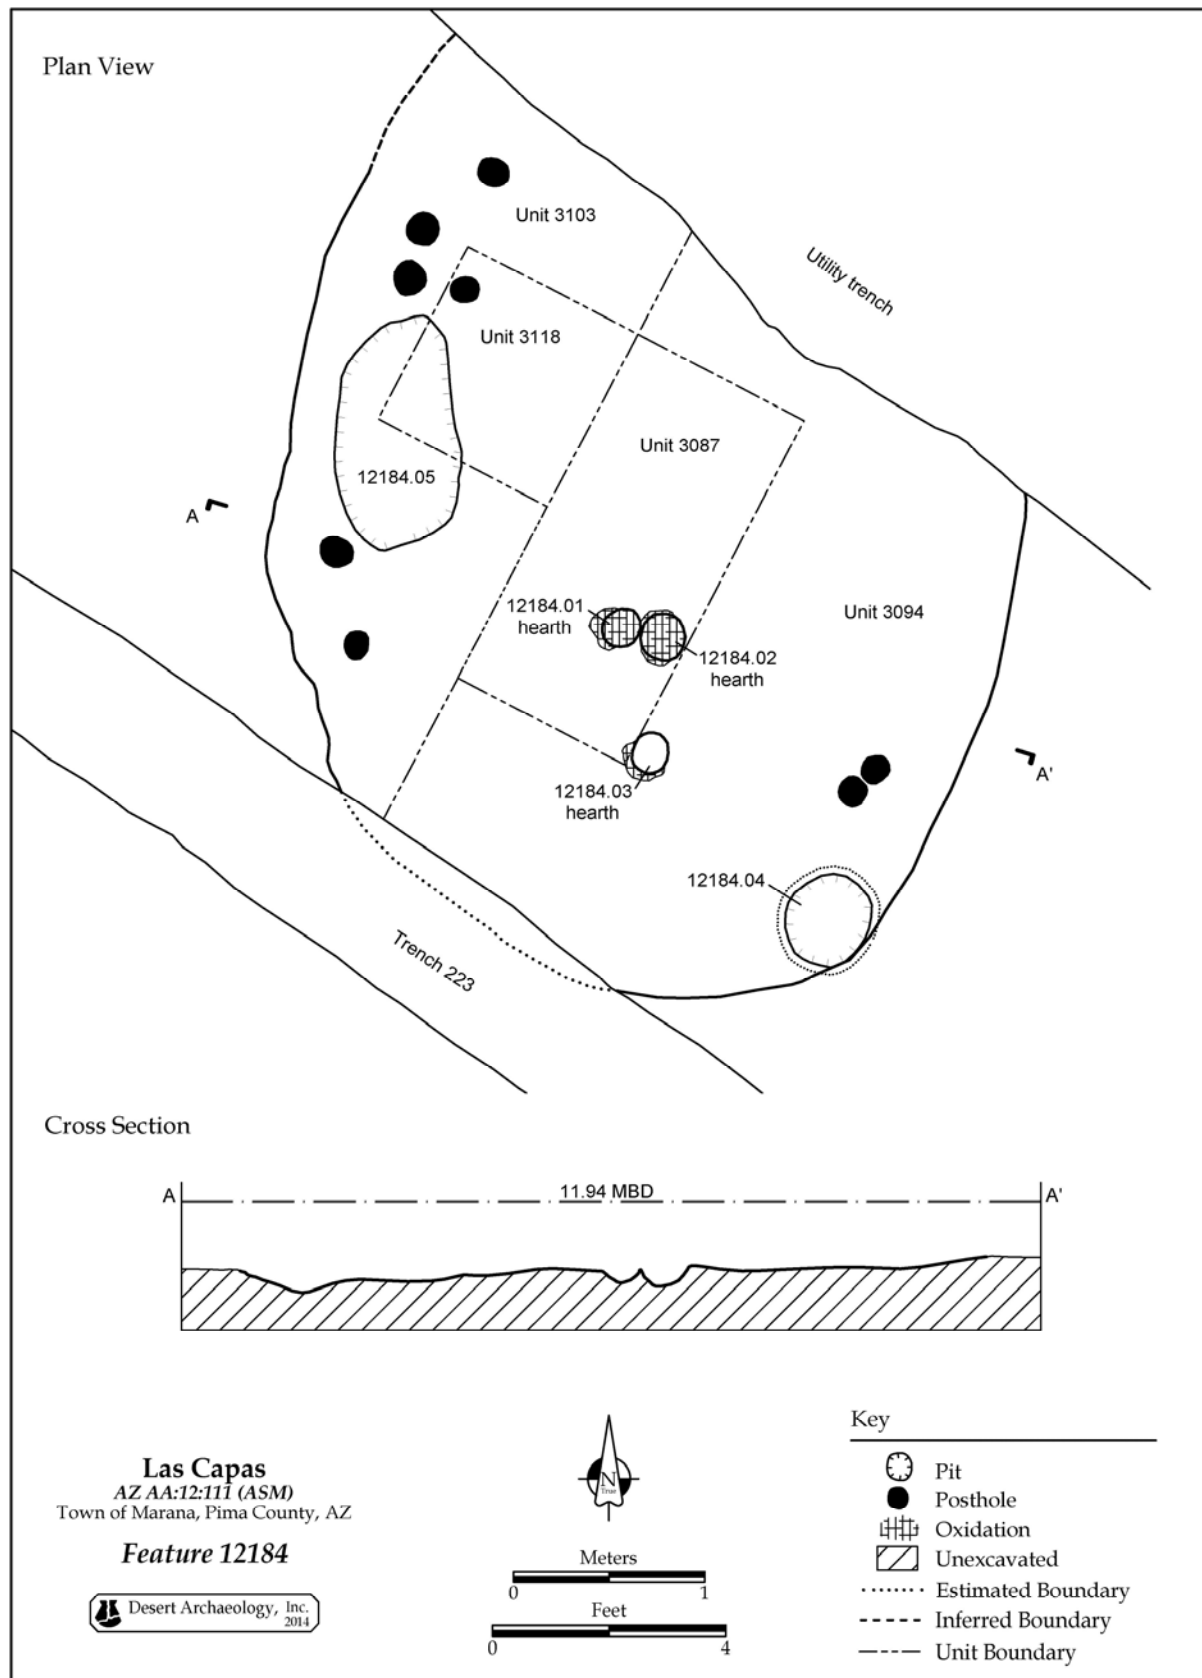 Plan View
Unit 3103
Utility trench
Unit 3118
Unit 3087
12184.05
A
12184.01
hearth
Unit 3094
12184.02
hearth
A'
12184.03
hearth
12184.04
Trench 223
Cross Section
A
11.94 MBD
A'
Las Capas
AZ AA:12:111 (ASM)
Town of Marana, Pima County, AZ
Feature 12184
Desert Archaeology, Inc.
2014
N
True
Meters
0 1
Feet
0 4
Key
Pit
Posthole
Oxidation
Unexcavated
Estimated Boundary
Inferred Boundary
Unit Boundary